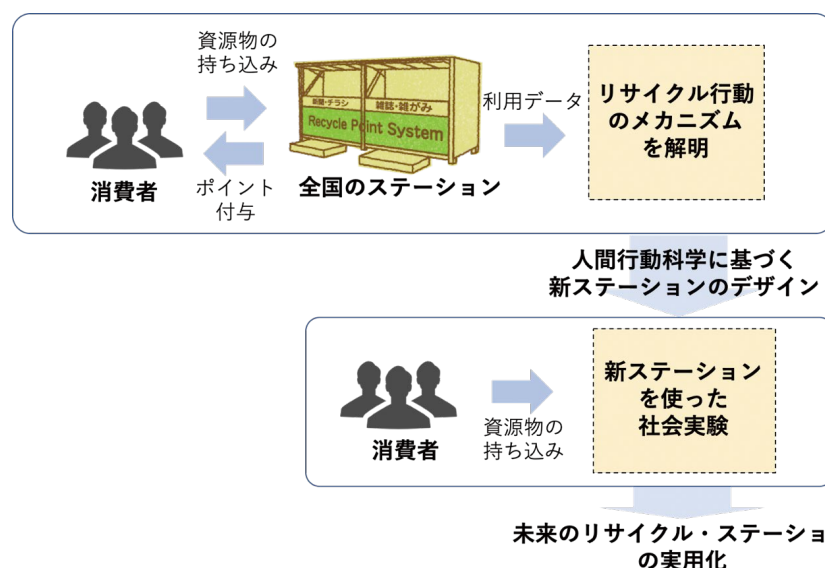 資源物の
持ち込み
新聞・チラシ
雑誌・雑がみ
Recycle Point System
利用データ
リサイクル行動
のメカニズム
を解明
消費者
ポイント
付与
全国のステーション
人間行動科学に基づく
新ステーションのデザイン
新ステーション
を使った
社会実験
資源物の
持ち込み
消費者
未来のリサイクル・ステーショ
の実用化